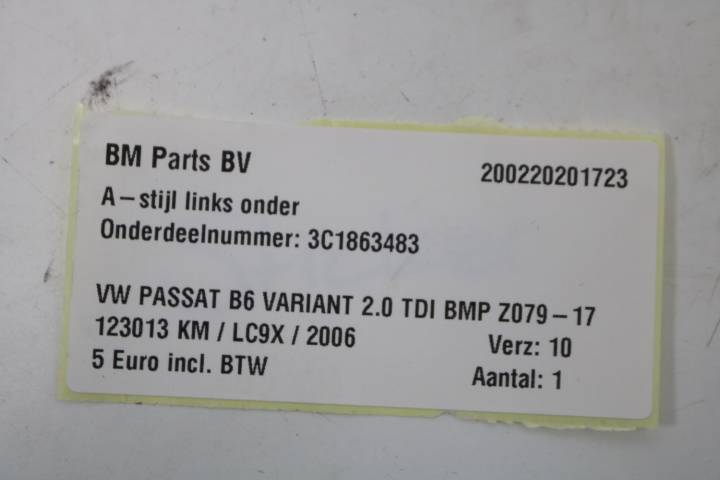 BM Parts BV 200220201723
A-stijl links onder
Onderdeelnummer: 3C1863483
VW PASSAT B6 VARIANT 2.0 TDI BMP Z079-17
123013 KM / LC9X / 2006 Verz: 10
5 Euro incl. BTW Aantal: 1